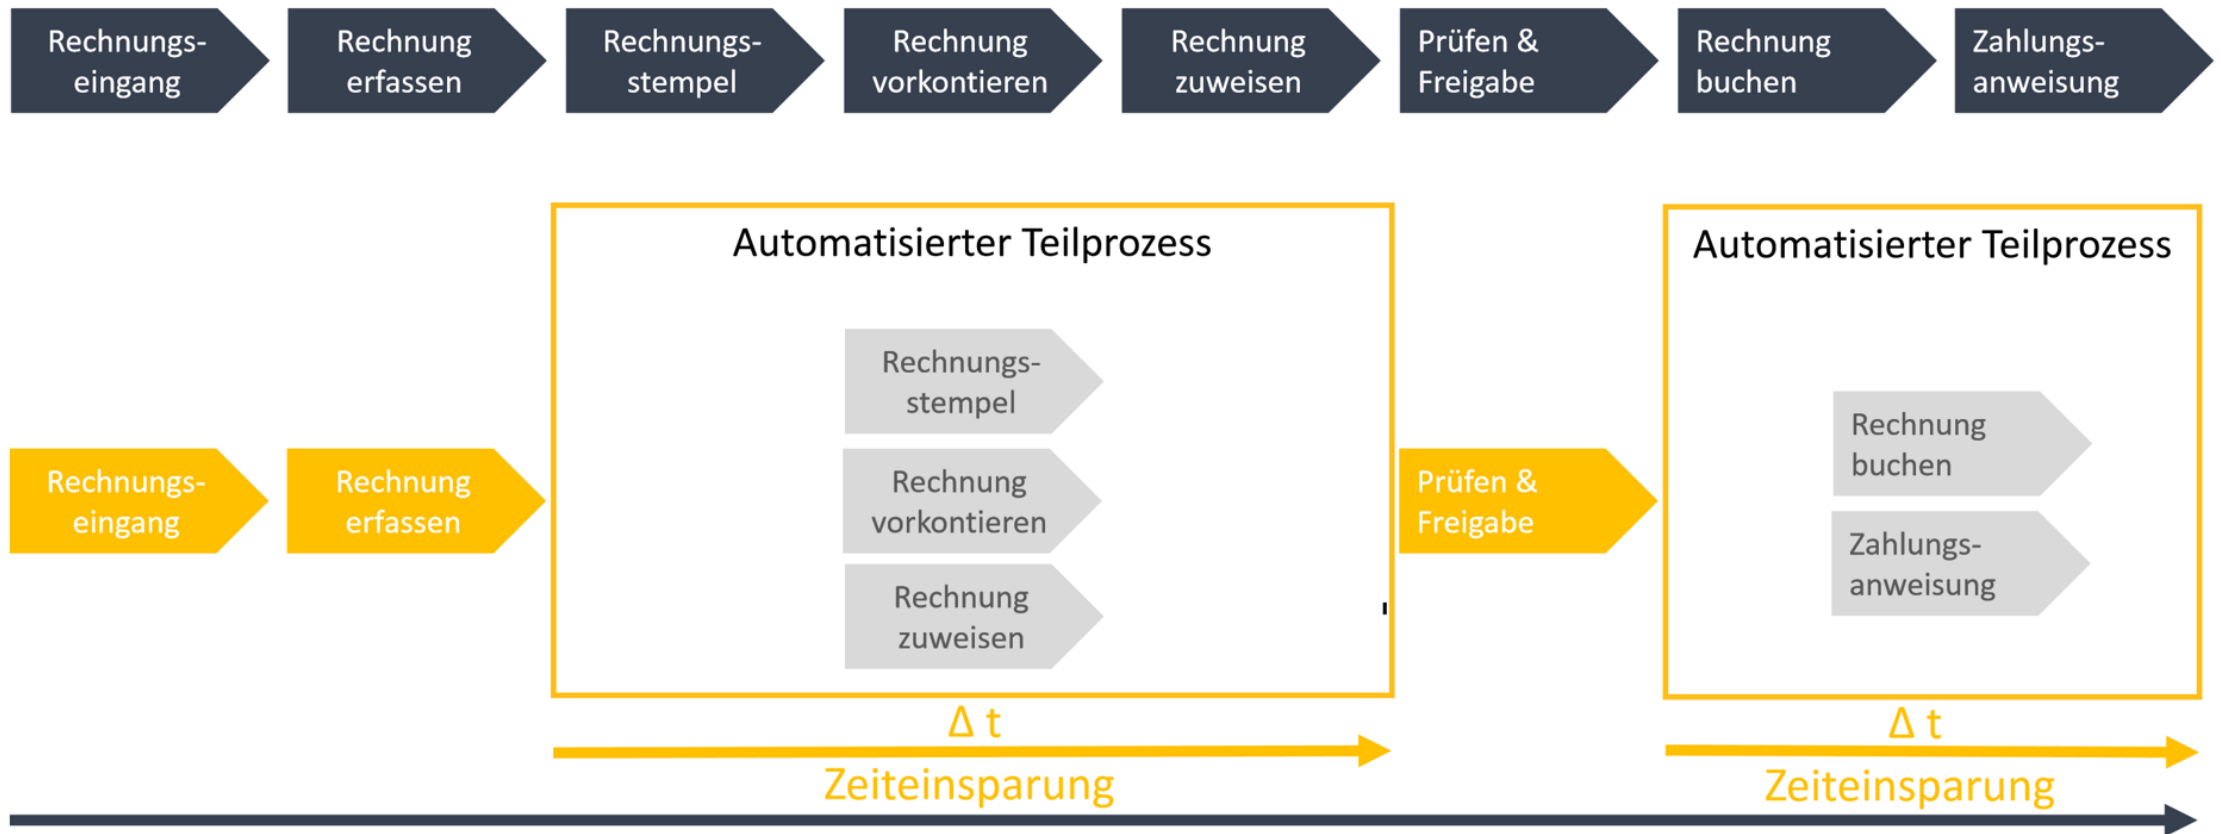 Rechnungs-
eingang
Rechnung
erfassen
Rechnungs-
stempel
Rechnung
vorkontieren
Rechnung
zuweisen
Prüfen &
Freigabe
Rechnung
buchen
Zahlungs-
anweisung
Rechnungs-
eingang
Rechnung
erfassen
Automatisierter Teilprozess
Rechnungs-
stempel
Rechnung
vorkontieren
Rechnung
zuweisen
Δ t
Zeiteinsparung
Prüfen &
Freigabe
Automatisierter Teilprozess
Rechnung
buchen
Zahlungs-
anweisung
Δ t
Zeiteinsparung